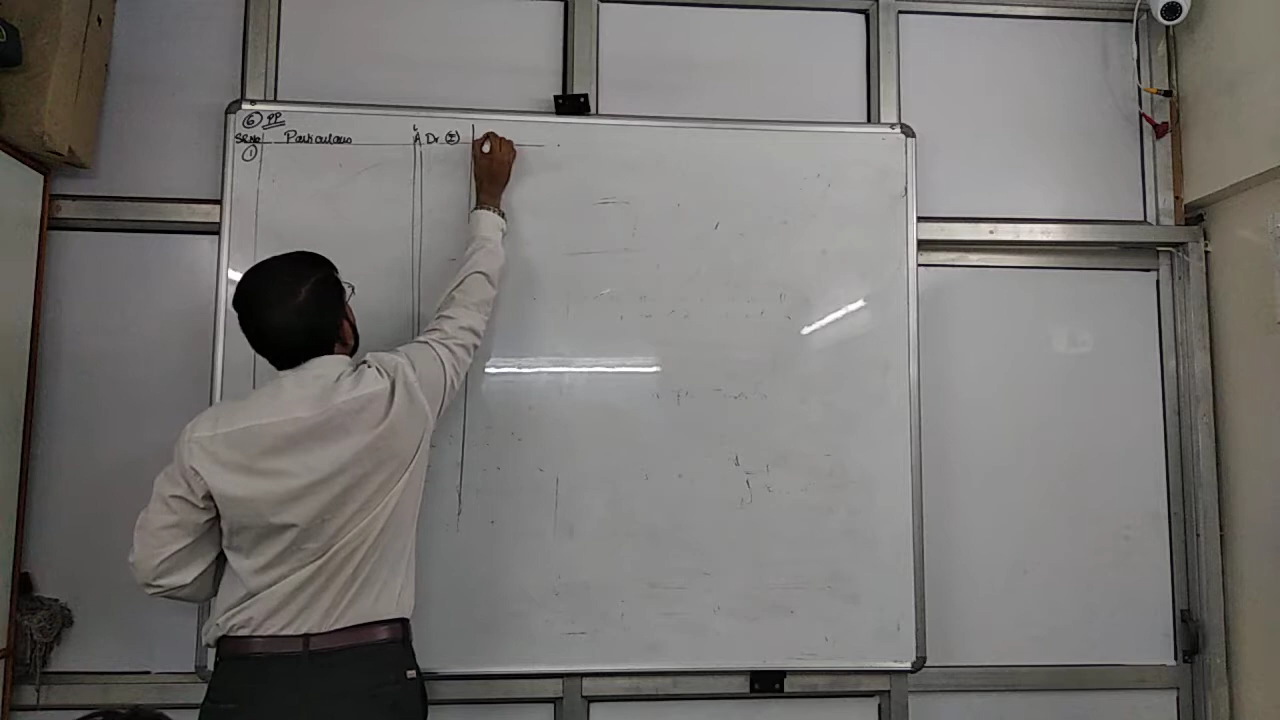 ⑥ PP
SR.No Particulars Dr (₹)
①